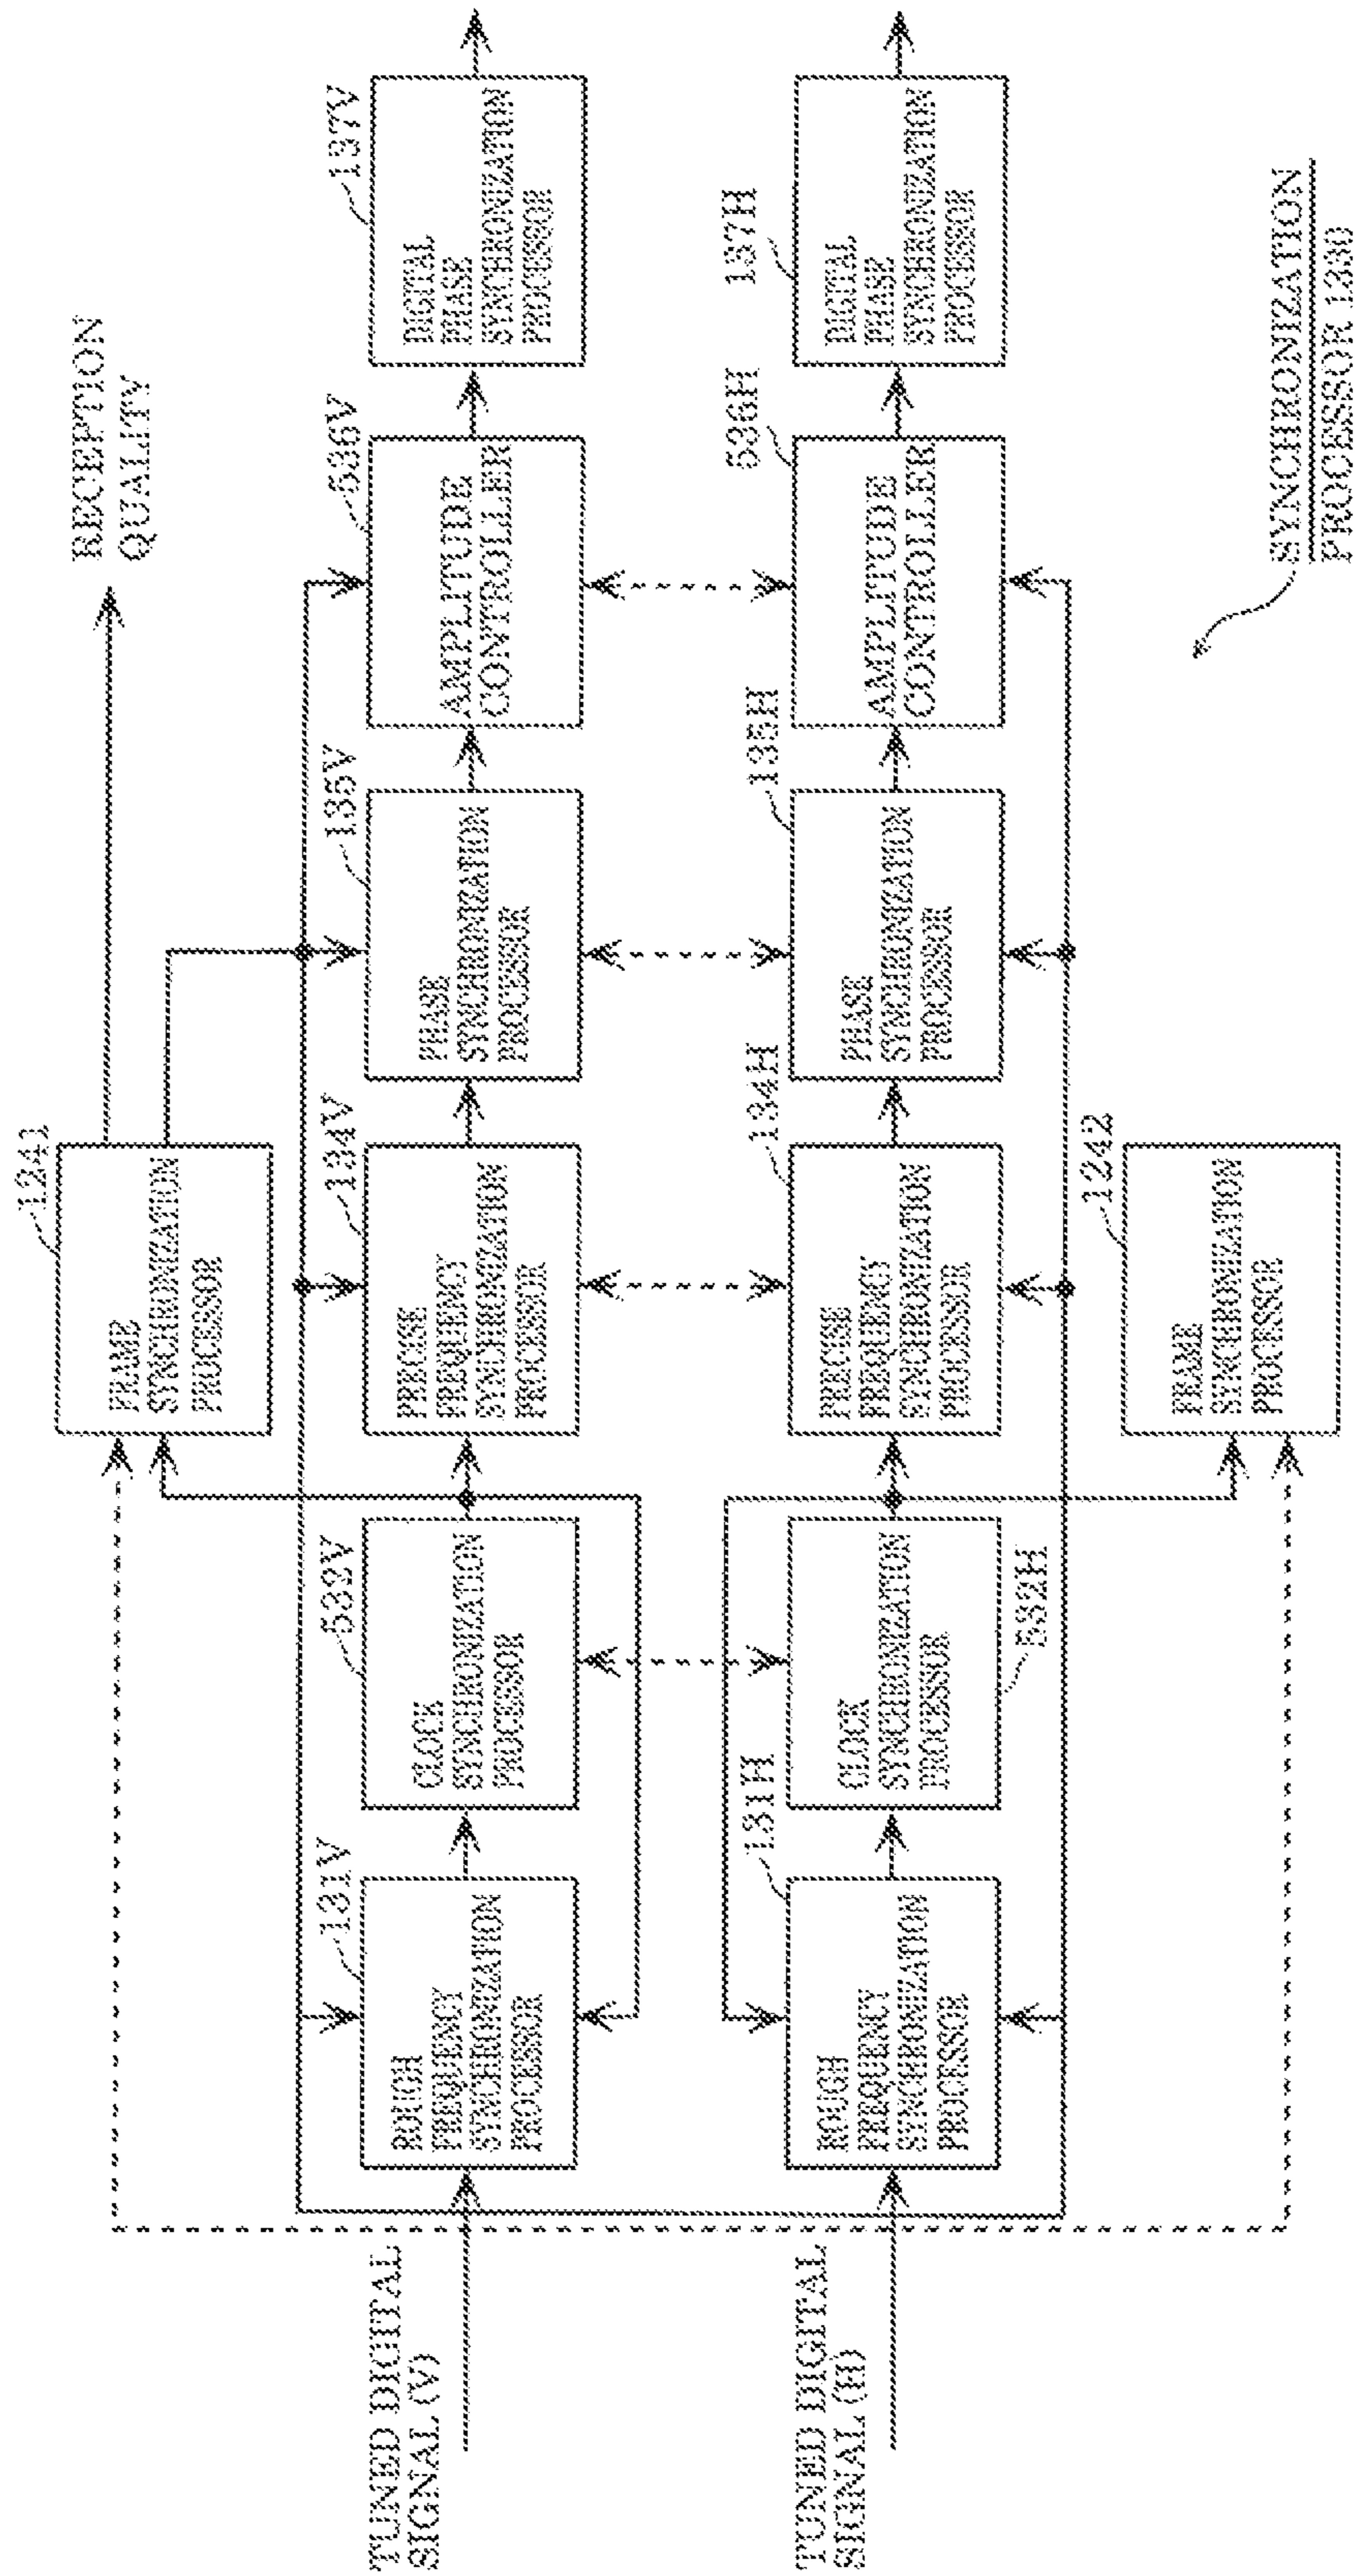 RECEPTION
QUALITY
1241
FRAME
SYNCHRONIZATION
PROCESSOR
TUNED DIGITAL
SIGNAL (V)
131V
ROUGH
FREQUENCY
SYNCHRONIZATION
PROCESSOR
532V
CLOCK
SYNCHRONIZATION
PROCESSOR
134V
PRECISE
FREQUENCY
SYNCHRONIZATION
PROCESSOR
135V
PHASE
SYNCHRONIZATION
PROCESSOR
536V
AMPLITUDE
CONTROLLER
137V
DIGITAL
PHASE
SYNCHRONIZATION
PROCESSOR
TUNED DIGITAL
SIGNAL (H)
131H
ROUGH
FREQUENCY
SYNCHRONIZATION
PROCESSOR
532H
CLOCK
SYNCHRONIZATION
PROCESSOR
134H
PRECISE
FREQUENCY
SYNCHRONIZATION
PROCESSOR
135H
PHASE
SYNCHRONIZATION
PROCESSOR
536H
AMPLITUDE
CONTROLLER
137H
DIGITAL
PHASE
SYNCHRONIZATION
PROCESSOR
1242
FRAME
SYNCHRONIZATION
PROCESSOR
SYNCHRONIZATION
PROCESSOR 1230